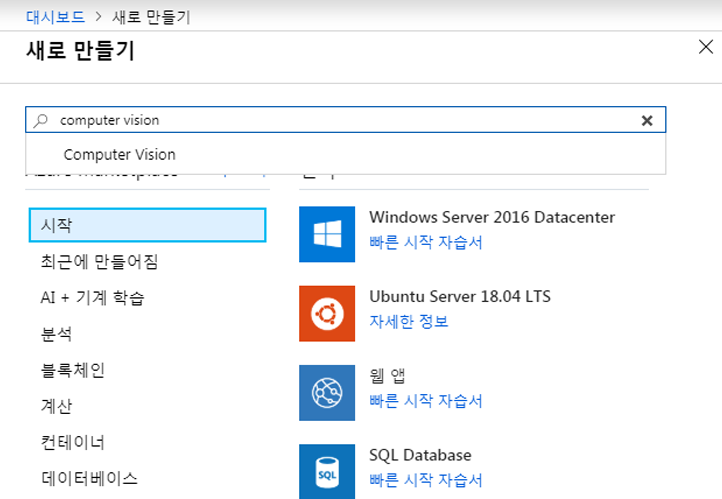 대시보드 > 새로 만들기
새로 만들기
computer vision
Computer Vision
시작
최근에 만들어짐
AI + 기계 학습
분석
블록체인
계산
컨테이너
데이터베이스
Windows Server 2016 Datacenter
빠른 시작 자습서
Ubuntu Server 18.04 LTS
자세한 정보
웹 앱
빠른 시작 자습서
SQL
SQL Database
빠른 시작 자습서